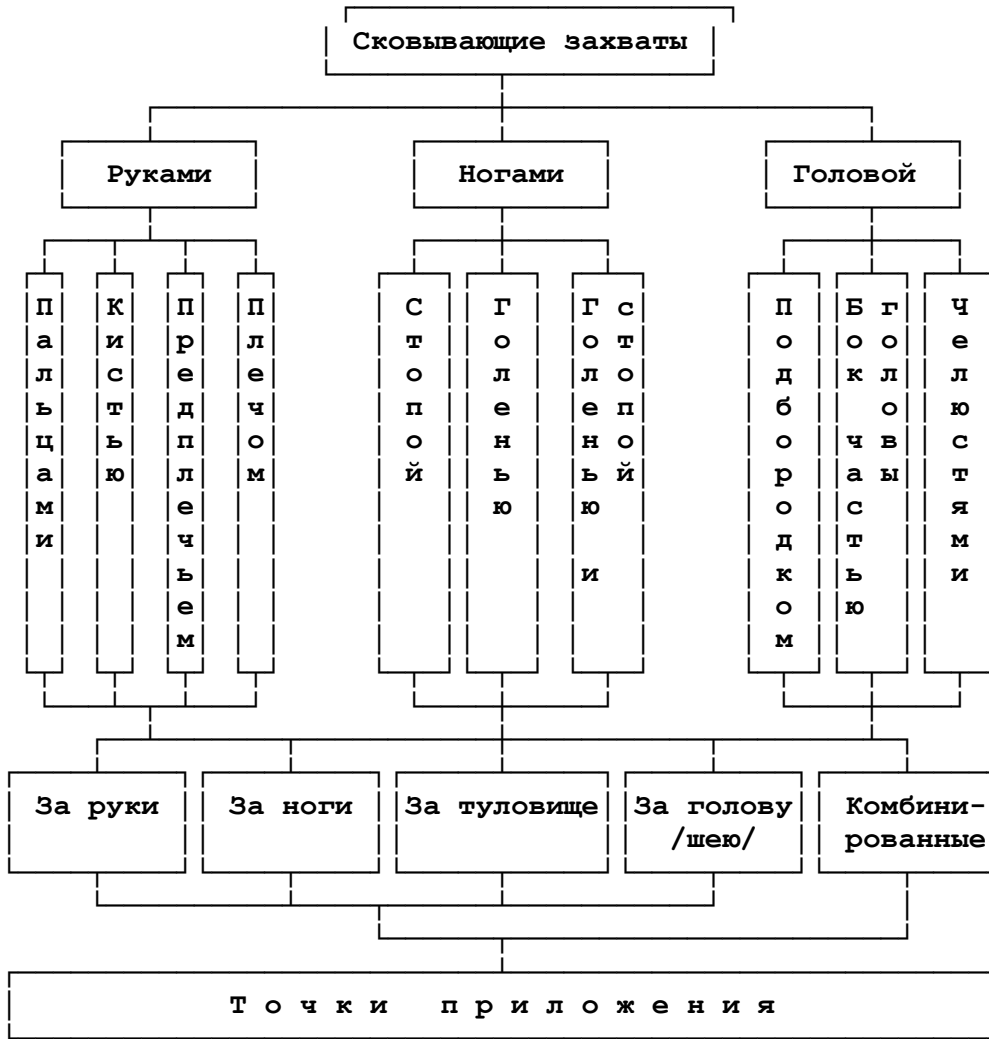 Сковывающие захваты
Руками
Ногами
Головой
Пальцами
Кистью
Предплечьем
Плечом
Стопой
Голенью
Голенью и
стопой
Подбородком
Бок частью
головы
Челюстями
За руки
За ноги
За туловище
За голову
/шею/
Комбини-
рованные
Точки приложения